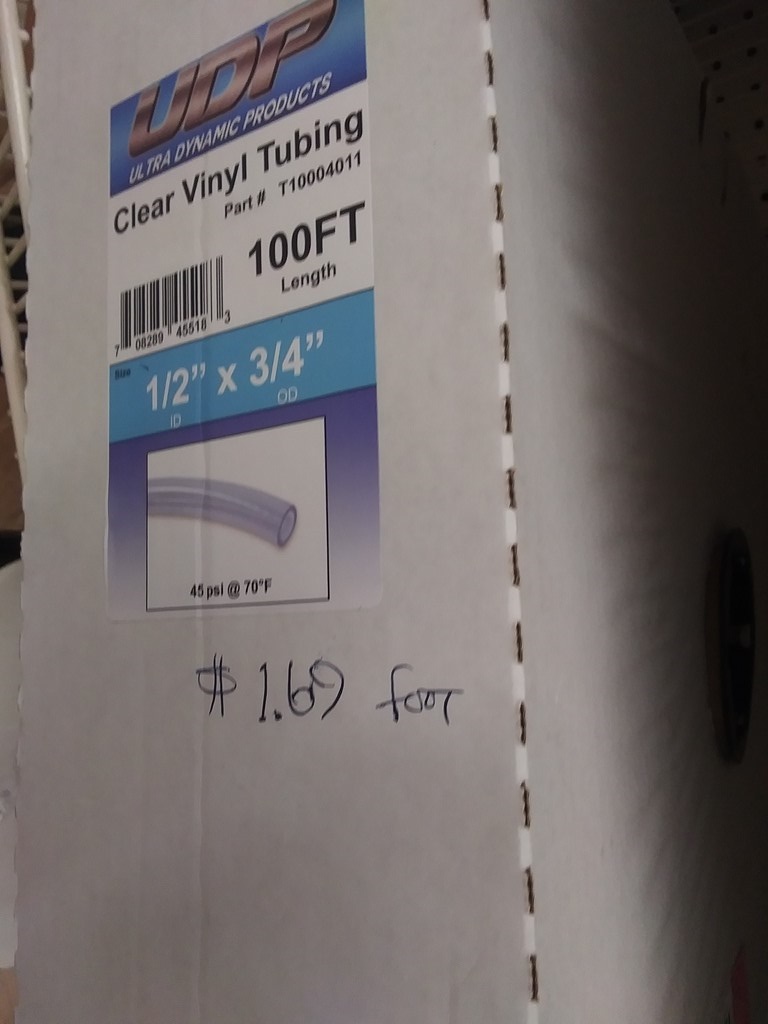 UDP
ULTRA DYNAMIC PRODUCTS
Clear Vinyl Tubing
Part # T10004011
100FT
Length
7 08289 45518 3
Size
1/2” x 3/4”
ID OD
45 psi @ 70°F
$ 1.69 foot